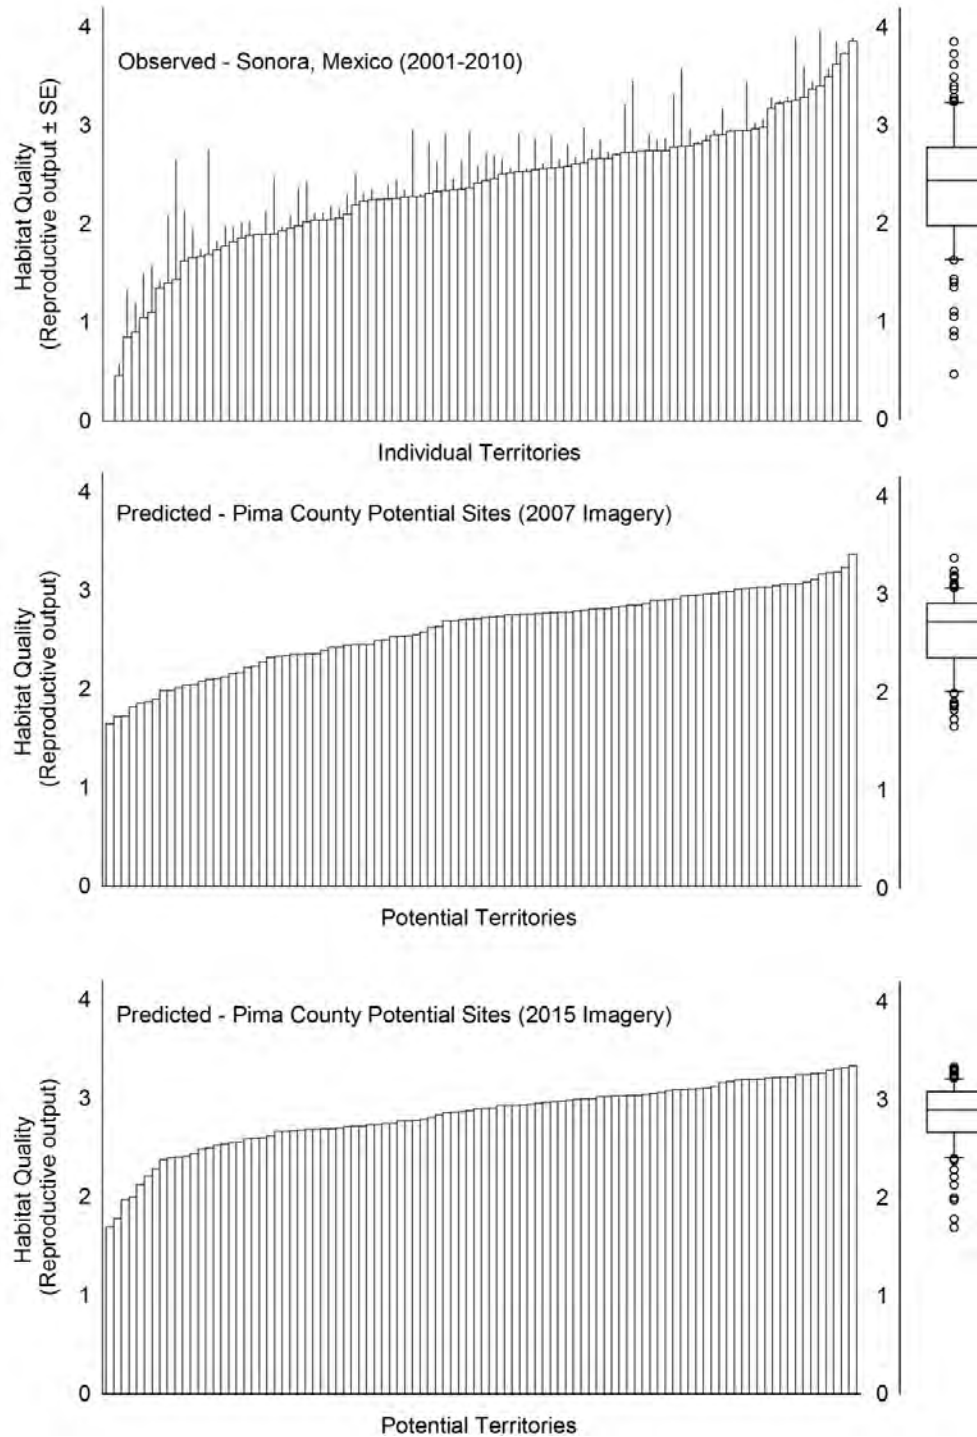 4
4
Observed - Sonora, Mexico (2001-2010)
3
3
Habitat Quality
(Reproductive output ± SE)
2
2
1
1
0
0
Individual Territories
4
4
Predicted - Pima County Potential Sites (2007 Imagery)
3
3
Habitat Quality
(Reproductive output)
2
2
1
1
0
0
Potential Territories
4
4
Predicted - Pima County Potential Sites (2015 Imagery)
3
3
Habitat Quality
(Reproductive output)
2
2
1
1
0
0
Potential Territories